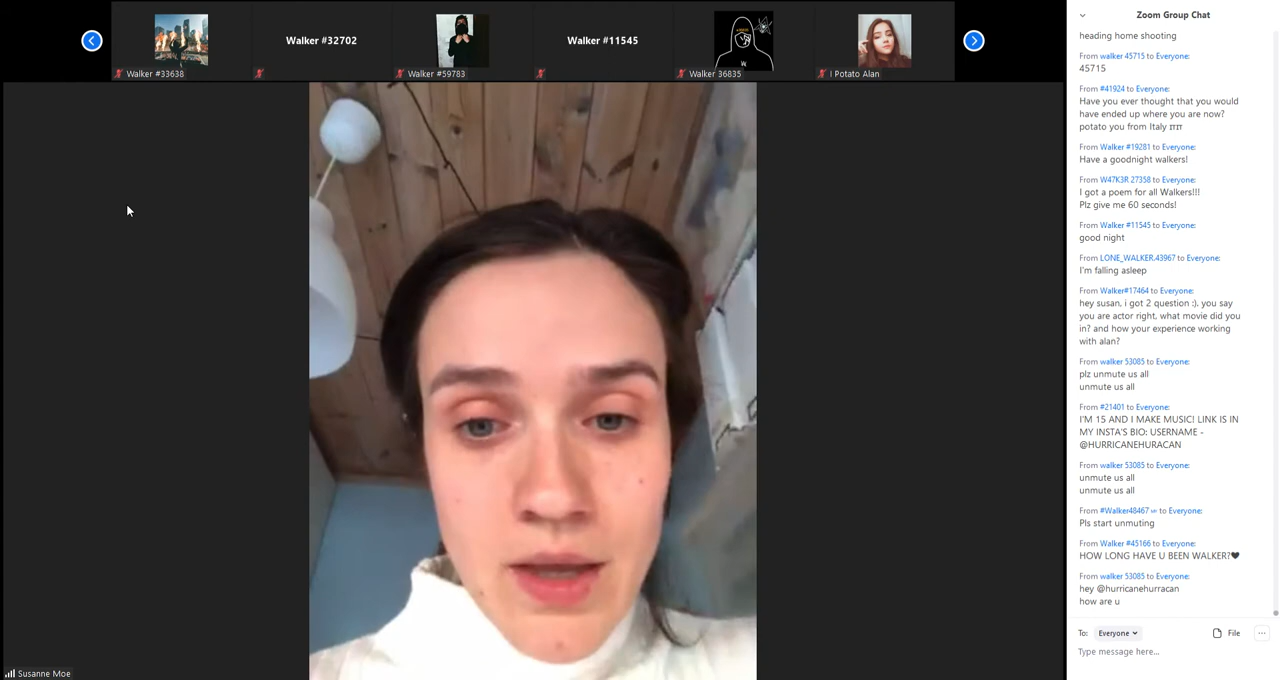 Walker #32702
Walker #11545
Walker #33638
Walker #59783
Walker 36835
I Potato Alan
Susanne Moe
Zoom Group Chat
heading home shooting
From walker 45715 to Everyone:
45715
From #41924 to Everyone:
Have you ever thought that you would
have ended up where you are now?
potato you from Italy
From Walker #19281 to Everyone:
Have a goodnight walkers!
From W47K3R 27358 to Everyone:
I got a poem for all Walkers!!!
Plz give me 60 seconds!
From Walker #11545 to Everyone:
good night
From LONE_WALKER.43967 to Everyone:
I'm falling asleep
From Walker#17464 to Everyone:
hey susan, i got 2 question :), you say
you are actor right, what movie did you
in? and how your experience working
with alan?
From walker 53085 to Everyone:
plz unmute us all
unmute us all
From #21401 to Everyone:
I'M 15 AND I MAKE MUSIC! LINK IS IN
MY INSTA'S BIO: USERNAME -
@HURRICANEHURACAN
From walker 53085 to Everyone:
unmute us all
unmute us all
From #Walker48467 to Everyone:
Pls start unmuting
From Walker #45166 to Everyone:
HOW LONG HAVE U BEEN WALKER?🖤
From walker 53085 to Everyone:
hey @hurricanehurracan
how are u
To: Everyone File ...
Type message here...